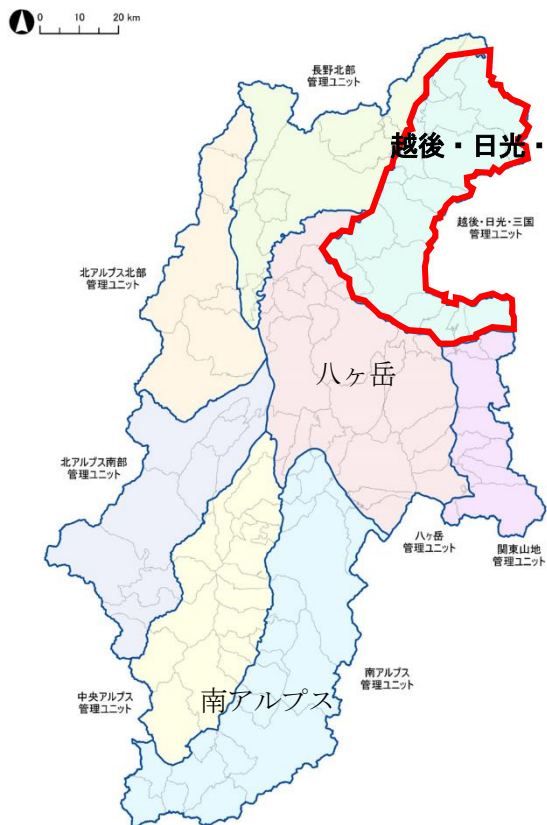 0 10 20 km
長野北部
管理ユニット
越後・日光・
越後・日光・三国
管理ユニット
北アルプス北部
管理ユニット
八ヶ岳
北アルプス南部
管理ユニット
八ヶ岳
管理ユニット
関東山地
管理ユニット
南アルプス
管理ユニット
中央アルプス
管理ユニット
南アルプス